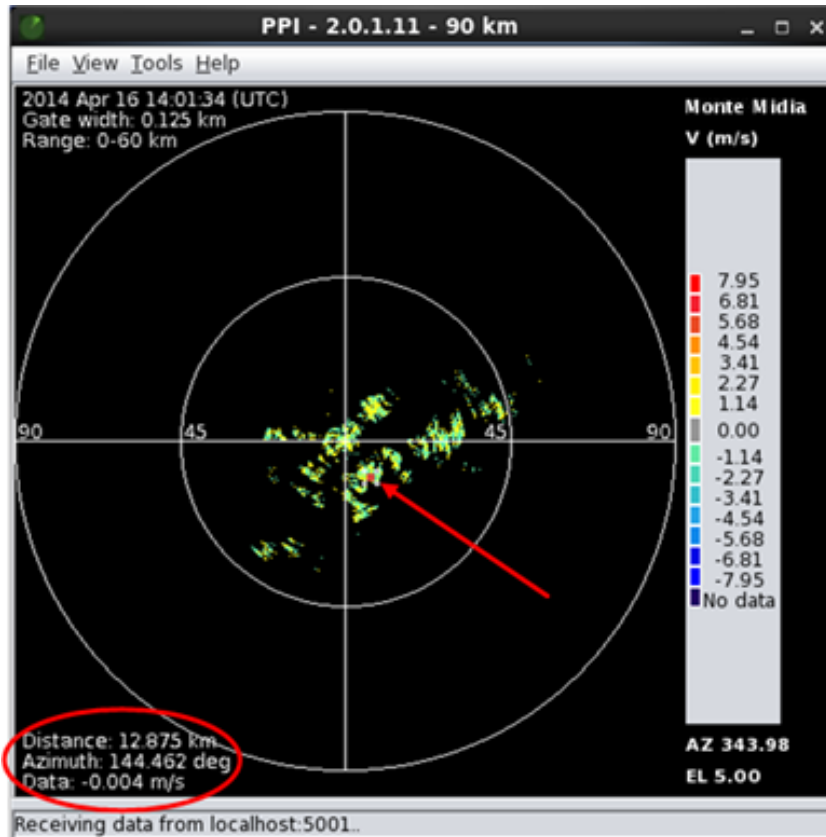 PPI - 2.0.1.11 - 90 km
File View Tools Help
2014 Apr 16 14:01:34 (UTC)
Gate width: 0.125 km
Range: 0-60 km
Monte Midia
V (m/s)
7.95
6.81
5.68
4.54
3.41
2.27
1.14
0.00
-1.14
-2.27
-3.41
-4.54
-5.68
-6.81
-7.95
No data
90 45 45 90
Distance: 12.875 km
Azimuth: 144.462 deg
Data: -0.004 m/s
AZ 343.98
EL 5.00
Receiving data from localhost:5001..